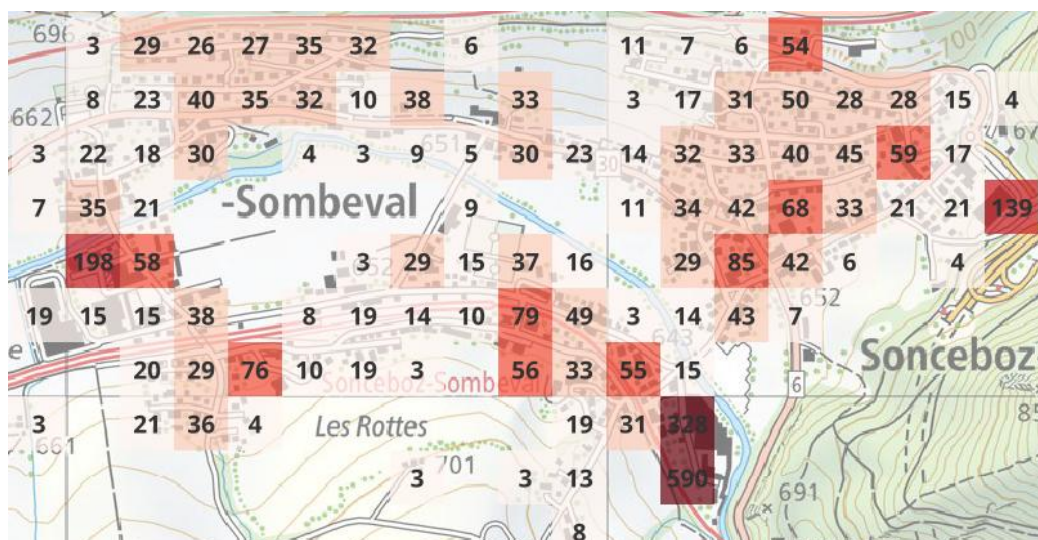 696 3 29 26 27 35 32 6 11 7 6 54 700
8 23 40 35 32 10 38 33 3 17 31 50 28 28 15 4
662 67
3 22 18 30 4 3 9 651 5 30 23 30 14 32 33 40 45 59 17
7 35 21 -Sombeval 9 11 34 42 68 33 21 21 139
198 58 3 52 29 15 37 16 29 85 42 6 4
652
19 15 15 38 8 19 14 10 79 49 3 14 43 7
643
e Sonceboz
20 29 76 10 19 3 56 33 55 15 6
Sonceboz-Sombeval
3 21 36 4 Les Rottes 19 31 328 85
661
701 3 3 13 590 691
8